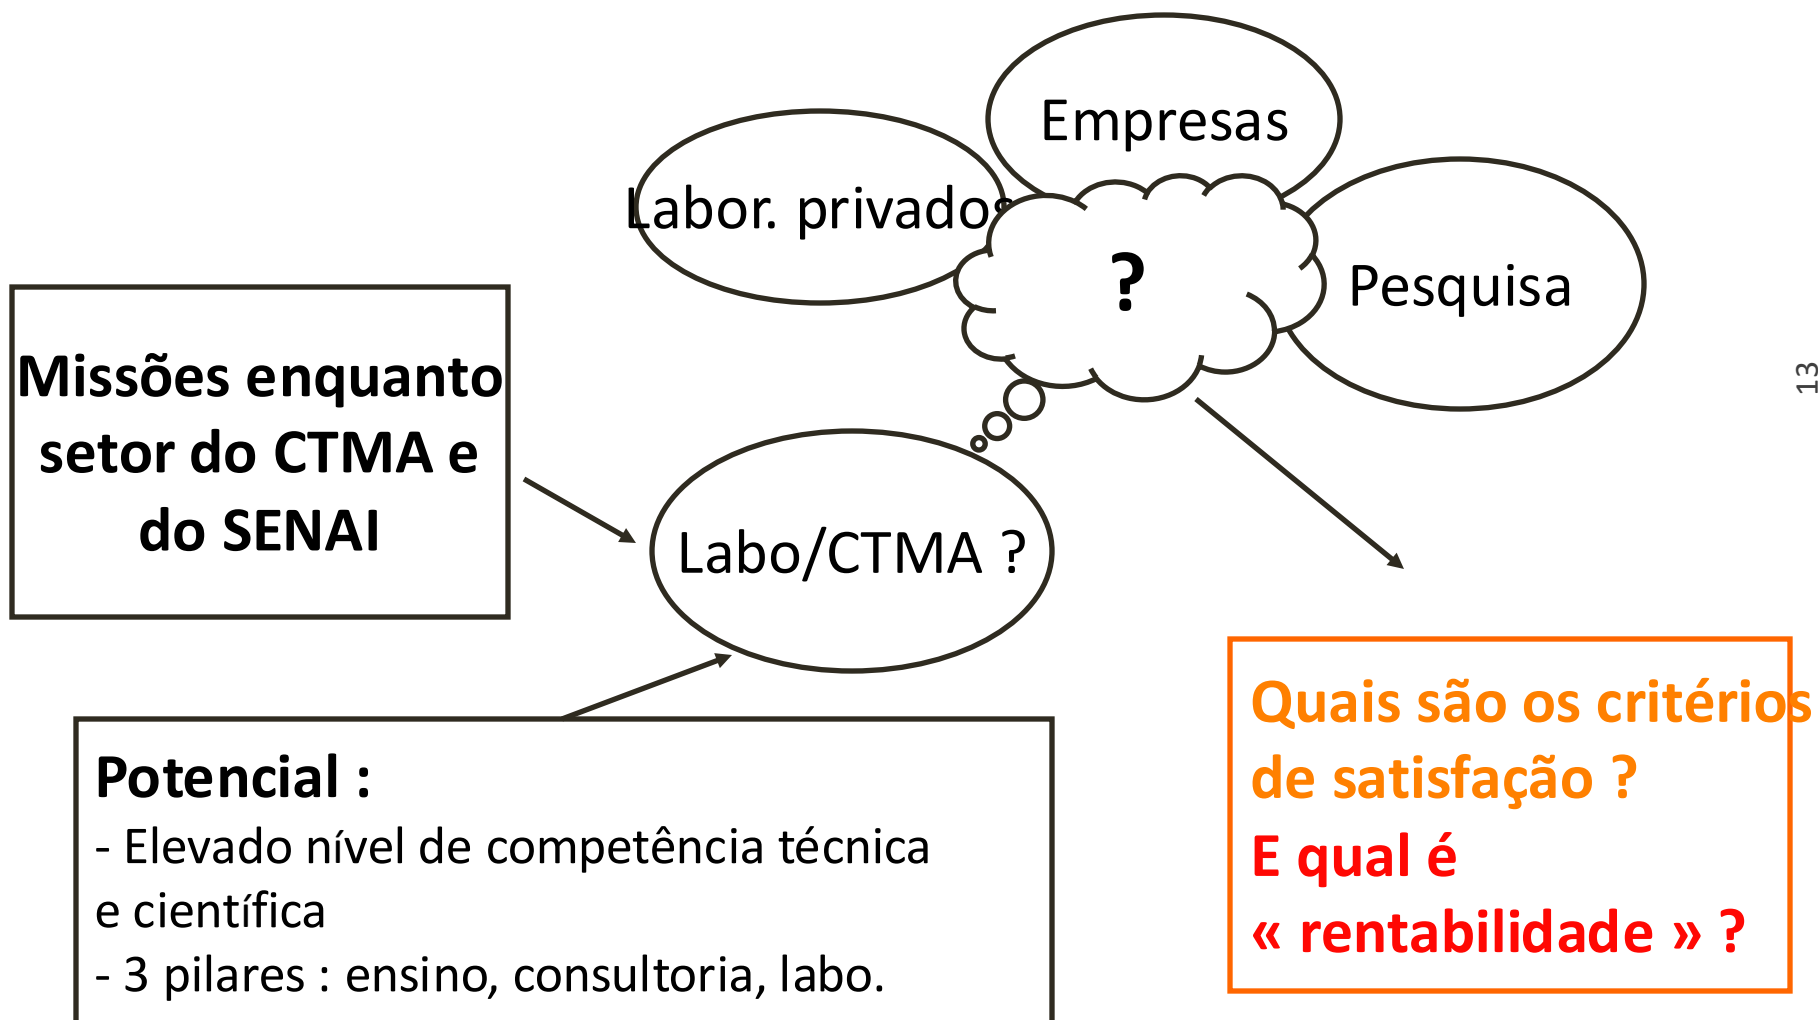 Empresas
Labor. privados
?
Pesquisa
Missões enquanto
setor do CTMA e
do SENAI
13
Labo/CTMA ?
Quais são os critérios
de satisfação ?
E qual é
« rentabilidade » ?
Potencial :
- Elevado nível de competência técnica
e científica
- 3 pilares : ensino, consultoria, labo.